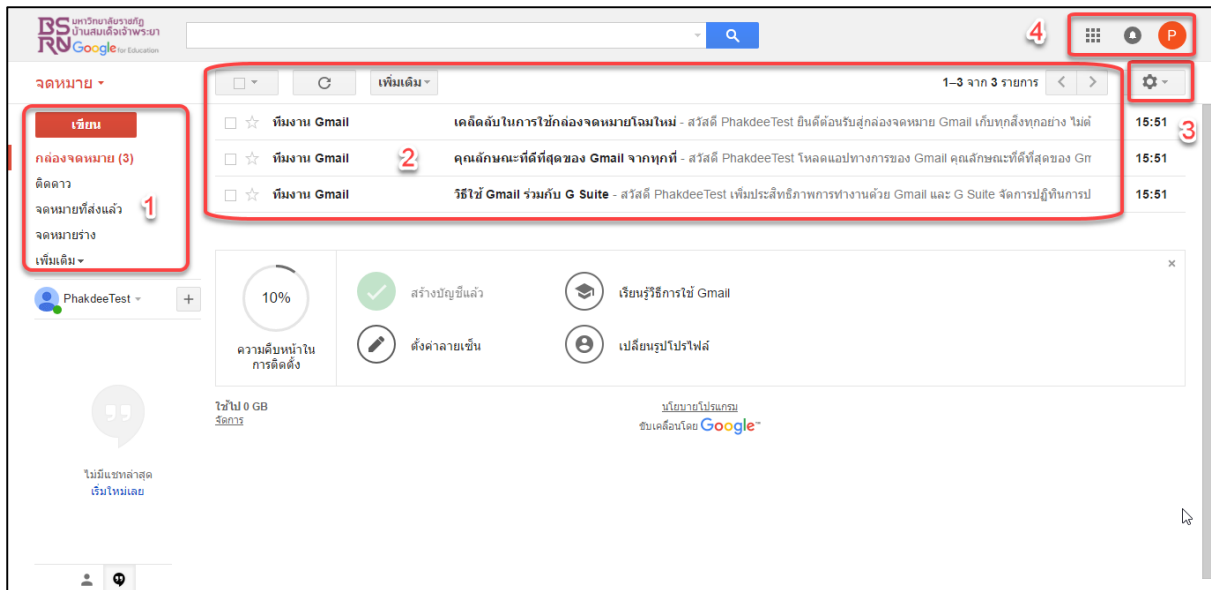 มหาวิทยาลัยราชภัฏ
บ้านสมเด็จเจ้าพระยา
BSRU
Google for Education
4
P
จดหมาย
เพิ่มเติม
1–3 จาก 3 รายการ
3
เขียน
กล่องจดหมาย (3)
ติดดาว
จดหมายที่ส่งแล้ว
จดหมายร่าง
เพิ่มเติม
1
2
ทีมงาน Gmail เคล็ดลับในการใช้กล่องจดหมายโฉมใหม่ - สวัสดี PhakdeeTest ยินดีต้อนรับสู่กล่องจดหมาย Gmail เก็บทุกสิ่งทุกอย่าง 15:51
ทีมงาน Gmail คุณลักษณะที่ดีที่สุดของ Gmail จากทุกที่ - สวัสดี PhakdeeTest โหลดแอปทางการของ Gmail คุณลักษณะที่ดีที่สุดของ 15:51
ทีมงาน Gmail วิธีใช้ Gmail ร่วมกับ G Suite - สวัสดี PhakdeeTest เพิ่มประสิทธิภาพการทำงานด้วย Gmail และ G Suite จัดการปฏิทินการ 15:51
PhakdeeTest
+
10%
ความคืบหน้าใน
การติดตั้ง
สร้างบัญชีแล้ว
เรียนรู้วิธีการใช้ Gmail
ตั้งค่าลายเซ็น
เปลี่ยนรูปโปรไฟล์
×
ใช้ไป 0 GB
จัดการ
นโยบายโปรแกรม
ขับเคลื่อนโดย Google™
ไม่มีแชทล่าสุด
เริ่มใหม่เลย